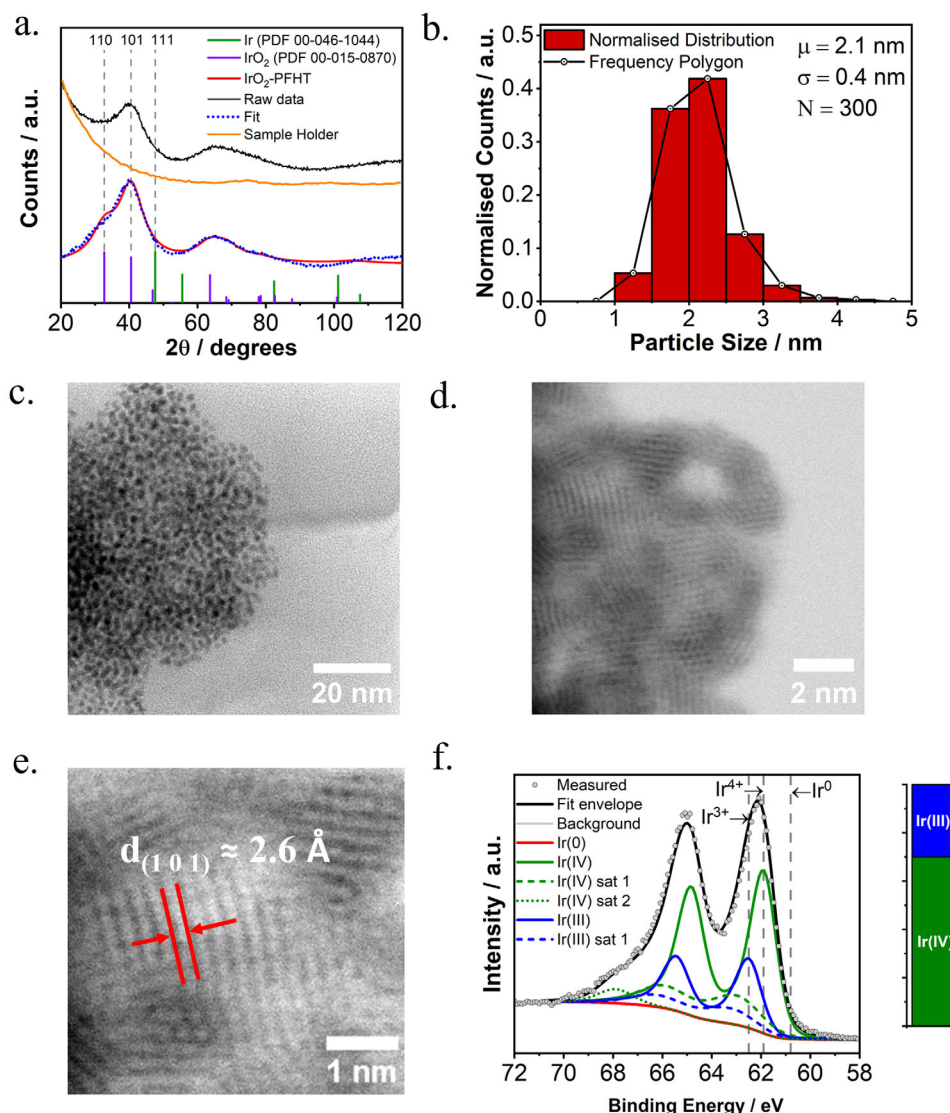 a.
110 101 111
Ir (PDF 00-046-1044)
IrO₂ (PDF 00-015-0870)
IrO₂-PFHT
Raw data
Fit
Sample Holder
Counts / a.u.
20 40 60 80 100 120
2θ / degrees
b.
Normalised Distribution
Frequency Polygon
μ = 2.1 nm
σ = 0.4 nm
N = 300
Normalised Counts / a.u.
0.5
0.4
0.3
0.2
0.1
0.0
0 1 2 3 4 5
Particle Size / nm
c.
20 nm
d.
2 nm
e.
d(1 0 1) ≈ 2.6 Å
1 nm
f.
Measured
Fit envelope
Background
Ir(0)
Ir(IV)
Ir(IV) sat 1
Ir(IV) sat 2
Ir(III)
Ir(III) sat 1
Ir⁴⁺
Ir³⁺
Ir⁰
Intensity / a.u.
72 70 68 66 64 62 60 58
Binding Energy / eV
Ir(III)
Ir(IV)